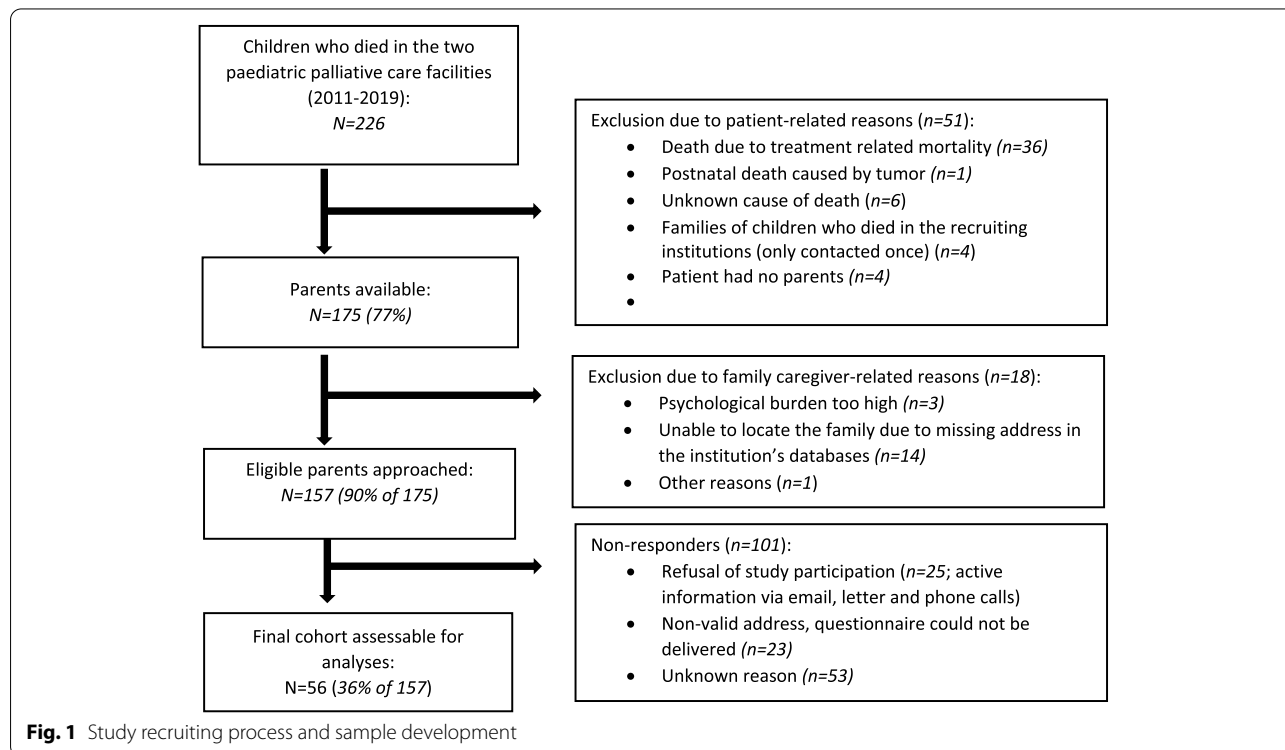 Children who died in the two
paediatric palliative care facilities
(2011-2019):
N=226
Exclusion due to patient-related reasons (n=51):
• Death due to treatment related mortality (n=36)
• Postnatal death caused by tumor (n=1)
• Unknown cause of death (n=6)
• Families of children who died in the recruiting
institutions (only contacted once) (n=4)
• Patient had no parents (n=4)
•
Parents available:
N=175 (77%)
Exclusion due to family caregiver-related reasons (n=18):
• Psychological burden too high (n=3)
• Unable to locate the family due to missing address in
the institution’s databases (n=14)
• Other reasons (n=1)
Eligible parents approached:
N=157 (90% of 175)
Non-responders (n=101):
• Refusal of study participation (n=25; active
information via email, letter and phone calls)
• Non-valid address, questionnaire could not be
delivered (n=23)
• Unknown reason (n=53)
Final cohort assessable for
analyses:
N=56 (36% of 157)
Fig. 1 Study recruiting process and sample development